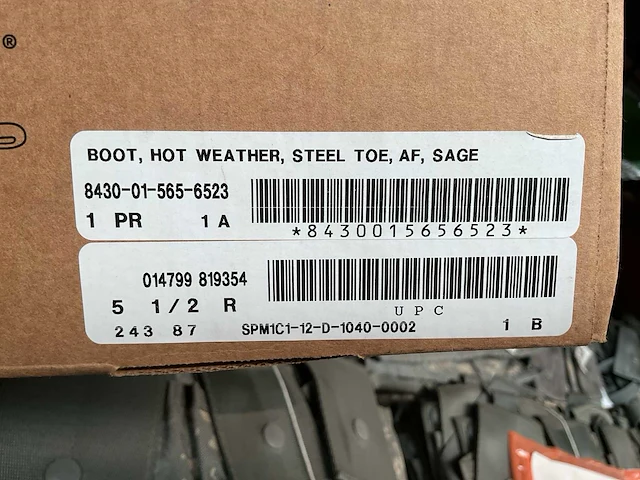 ®
BOOT, HOT WEATHER, STEEL TOE, AF, SAGE
8430-01-565-6523
1 PR 1 A
*8430015656523*
014799 819354
5 1/2 R
UPC
243 87 SPM1C1-12-D-1040-0002 1 B